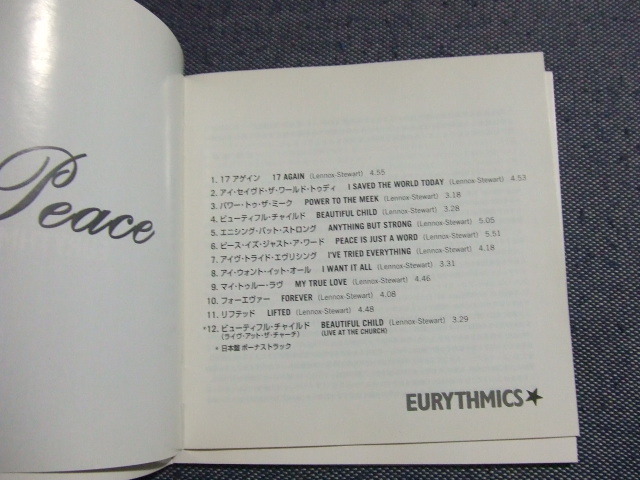 Peace
1. 17 アゲイン 17 AGAIN (Lennox-Stewart) 4.55
2. アイ・セイヴド・ザ・ワールド・トゥデイ I SAVED THE WORLD TODAY (Lennox-Stewart) 4.53
3. パワー・トゥ・ザ・ミーク POWER TO THE MEEK (Lennox-Stewart) 3.18
4. ビューティフル・チャイルド BEAUTIFUL CHILD (Lennox-Stewart) 3.28
5. エニシング・バット・ストロング ANYTHING BUT STRONG (Lennox-Stewart) 5.05
6. ピース・イズ・ジャスト・ア・ワード PEACE IS JUST A WORD (Lennox-Stewart) 5.51
7. アイヴ・トライド・エヴリシング I'VE TRIED EVERYTHING (Lennox-Stewart) 4.18
8. アイ・ウォント・イット・オール I WANT IT ALL (Lennox-Stewart) 3.31
9. マイ・トゥルー・ラヴ MY TRUE LOVE (Lennox-Stewart) 4.46
10. フォーエヴァー FOREVER (Lennox-Stewart) 4.08
11. リフテッド LIFTED (Lennox-Stewart) 4.48
*12. ビューティフル・チャイルド BEAUTIFUL CHILD (Lennox-Stewart) 3.29
(ライヴ・アット・ザ・チャーチ) (LIVE AT THE CHURCH)
* 日本盤ボーナストラック
EURYTHMICS★